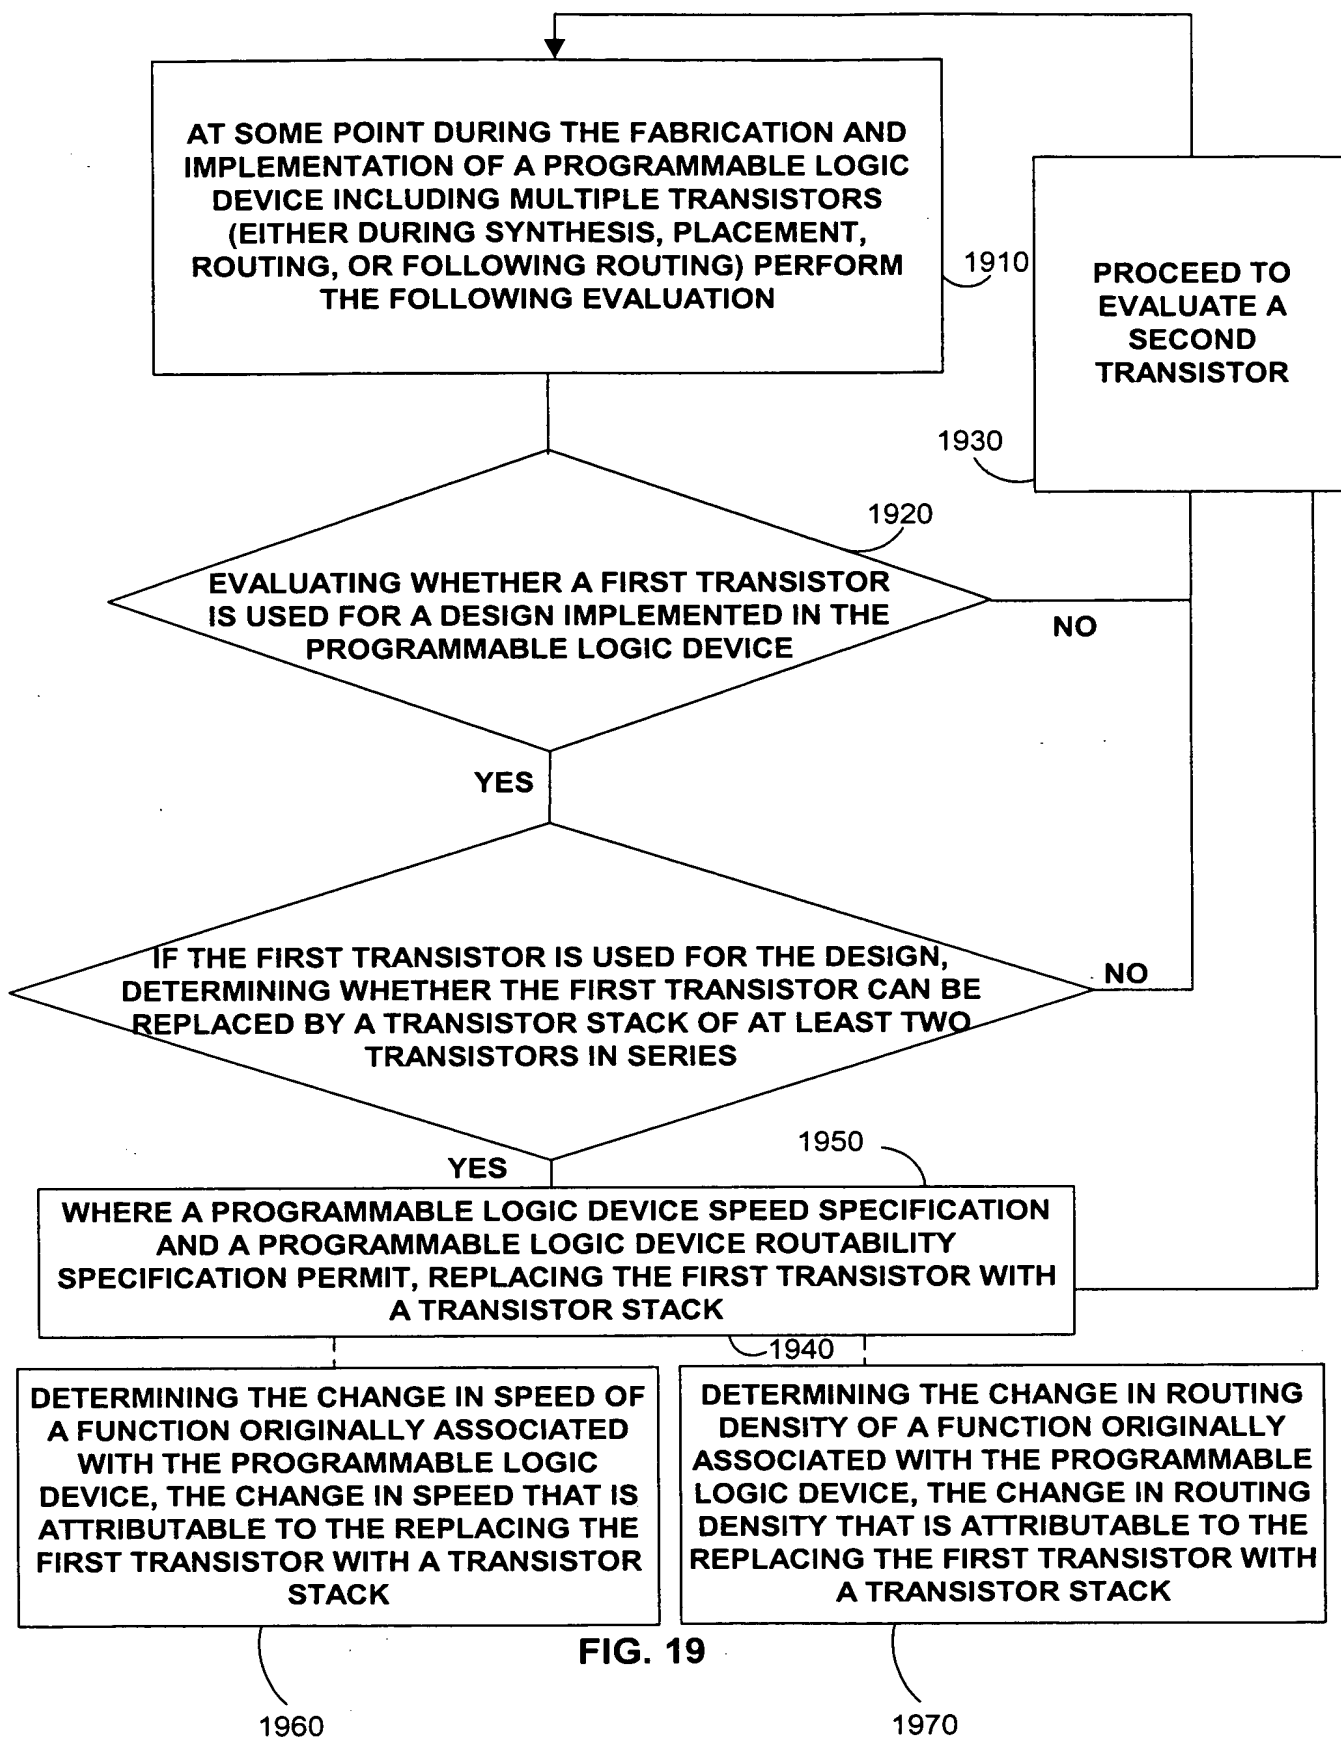 AT SOME POINT DURING THE FABRICATION AND
IMPLEMENTATION OF A PROGRAMMABLE LOGIC
DEVICE INCLUDING MULTIPLE TRANSISTORS
(EITHER DURING SYNTHESIS, PLACEMENT,
ROUTING, OR FOLLOWING ROUTING) PERFORM
THE FOLLOWING EVALUATION
1910
PROCEED TO
EVALUATE A
SECOND
TRANSISTOR
1930
1920
EVALUATING WHETHER A FIRST TRANSISTOR
IS USED FOR A DESIGN IMPLEMENTED IN THE
PROGRAMMABLE LOGIC DEVICE
NO
YES
IF THE FIRST TRANSISTOR IS USED FOR THE DESIGN,
DETERMINING WHETHER THE FIRST TRANSISTOR CAN BE
REPLACED BY A TRANSISTOR STACK OF AT LEAST TWO
TRANSISTORS IN SERIES
NO
YES
1950
WHERE A PROGRAMMABLE LOGIC DEVICE SPEED SPECIFICATION
AND A PROGRAMMABLE LOGIC DEVICE ROUTABILITY
SPECIFICATION PERMIT, REPLACING THE FIRST TRANSISTOR WITH
A TRANSISTOR STACK
1940
DETERMINING THE CHANGE IN SPEED OF
A FUNCTION ORIGINALLY ASSOCIATED
WITH THE PROGRAMMABLE LOGIC
DEVICE, THE CHANGE IN SPEED THAT IS
ATTRIBUTABLE TO THE REPLACING THE
FIRST TRANSISTOR WITH A TRANSISTOR
STACK
DETERMINING THE CHANGE IN ROUTING
DENSITY OF A FUNCTION ORIGINALLY
ASSOCIATED WITH THE PROGRAMMABLE
LOGIC DEVICE, THE CHANGE IN ROUTING
DENSITY THAT IS ATTRIBUTABLE TO THE
REPLACING THE FIRST TRANSISTOR WITH
A TRANSISTOR STACK
FIG. 19
1960
1970